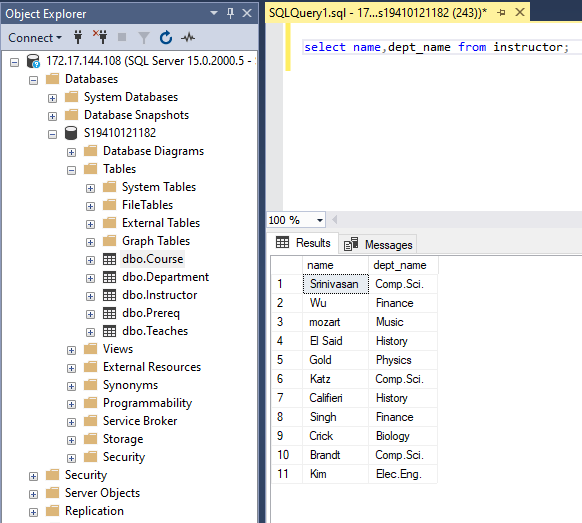 Object Explorer
Connect
172.17.144.108 (SQL Server 15.0.2000.5 - S
Databases
System Databases
Database Snapshots
S19410121182
Database Diagrams
Tables
System Tables
FileTables
External Tables
Graph Tables
dbo.Course
dbo.Department
dbo.Instructor
dbo.Prereq
dbo.Teaches
Views
External Resources
Synonyms
Programmability
Service Broker
Storage
Security
Security
Server Objects
Replication
SQLQuery1.sql - 17...s19410121182 (243))*
select name,dept_name from instructor;
100 %
Results Messages
name dept_name
1 Srinivasan Comp.Sci.
2 Wu Finance
3 mozart Music
4 El Said History
5 Gold Physics
6 Katz Comp.Sci.
7 Califieri History
8 Singh Finance
9 Crick Biology
10 Brandt Comp.Sci.
11 Kim Elec.Eng.